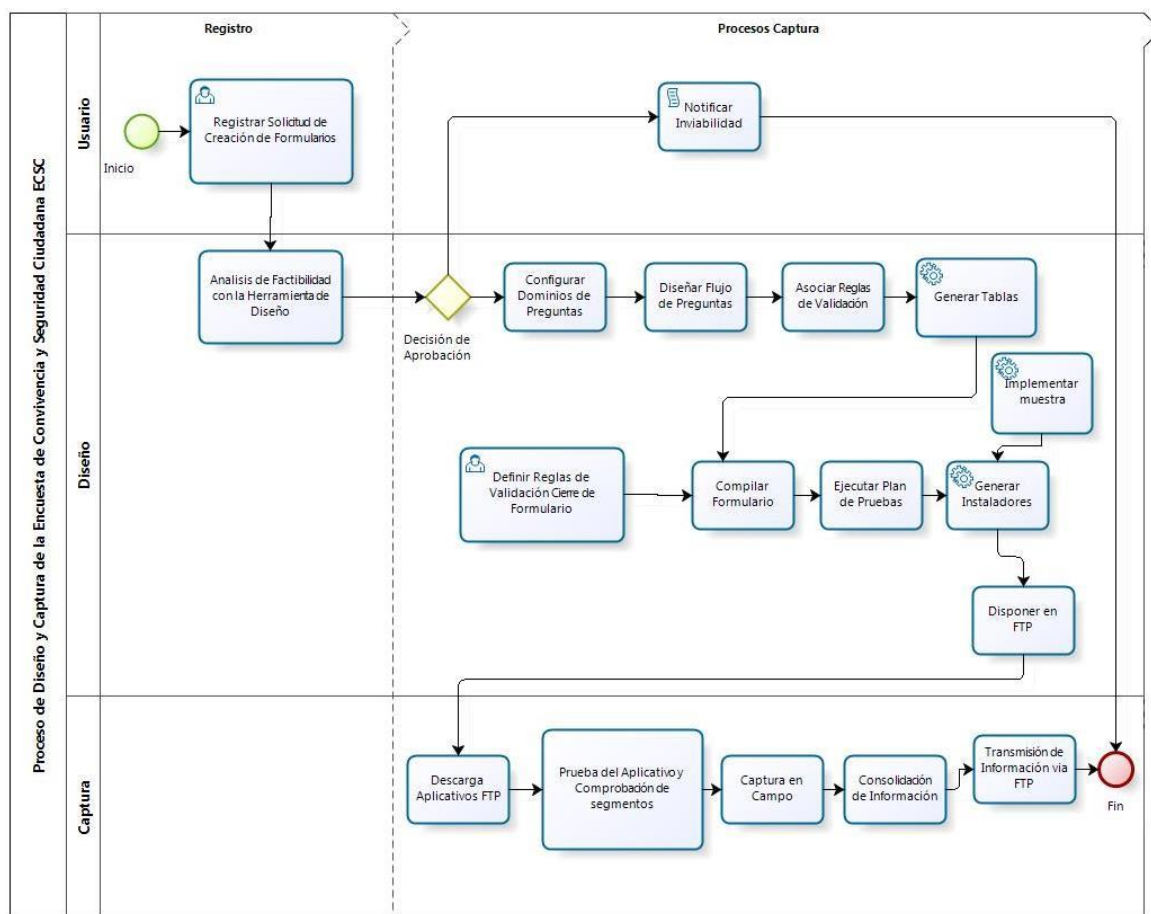 Proceso de Diseño y Captura de la Encuesta de Convivencia y Seguridad Ciudadana ECSC
Registro
Procesos Captura
Usuario
Inicio
Registrar Solicitud de
Creación de Formularios
Notificar
Inviabilidad
Diseño
Analisis de Factibilidad
con la Herramienta de
Diseño
Decisión de
Aprobación
Configurar
Dominios de
Preguntas
Diseñar Flujo
de Preguntas
Asociar Reglas
de Validación
Generar Tablas
Implementar
muestra
Definir Reglas de
Validación Cierre de
Formulario
Compilar
Formulario
Ejecutar Plan
de Pruebas
Generar
Instaladores
Disponer en
FTP
Captura
Descarga
Aplicativos FTP
Prueba del Aplicativo y
Comprobación de
segmentos
Captura en
Campo
Consolidación
de Información
Transmisión de
Información via
FTP
Fin